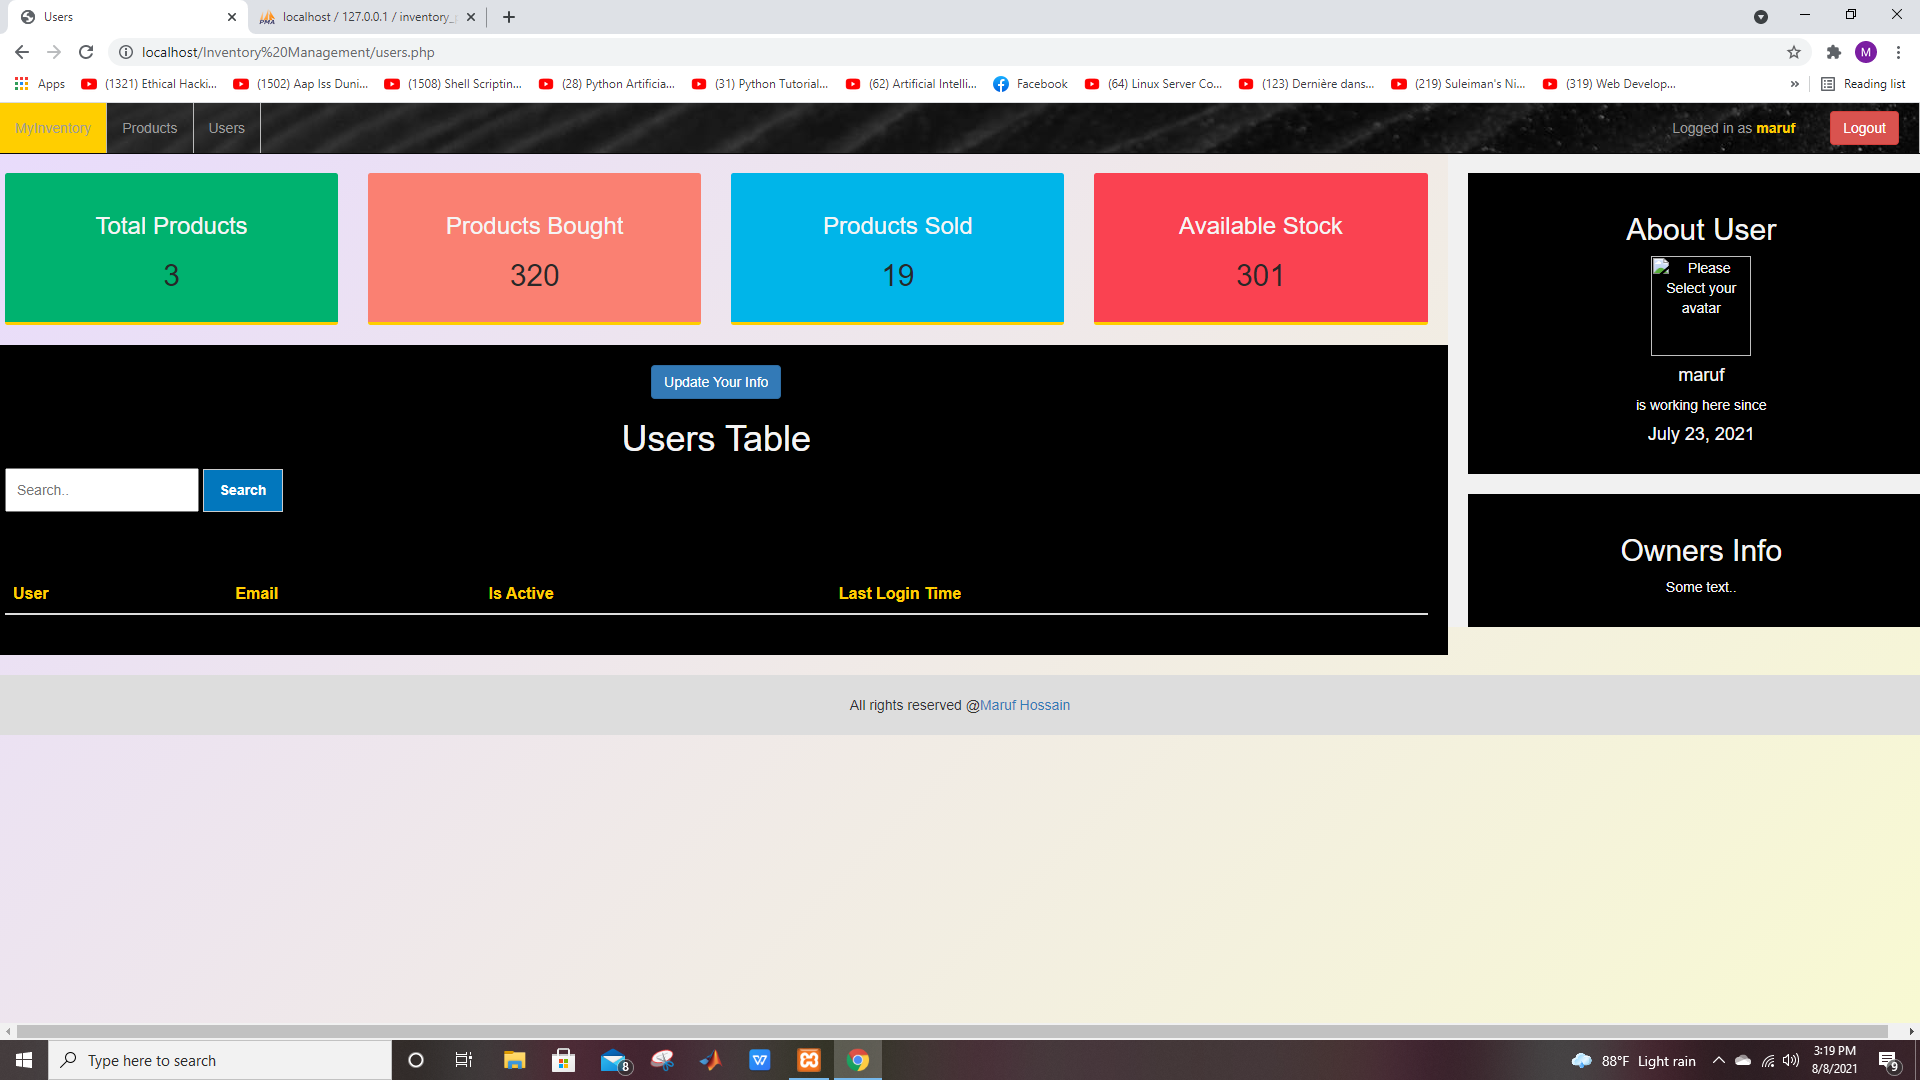 Users
localhost / 127.0.0.1 / inventory_p
localhost/Inventory%20Management/users.php
M
Apps
(1321) Ethical Hacki...
(1502) Aap Iss Duni...
(1508) Shell Scriptin...
(28) Python Artificia...
(31) Python Tutorial...
(62) Artificial Intelli...
Facebook
(64) Linux Server Co...
(123) Dernière dans...
(219) Suleiman's Ni...
(319) Web Develop...
»
Reading list
MyInventory
Products
Users
Logged in as maruf
Logout
Total Products
3
Products Bought
320
Products Sold
19
Available Stock
301
About User
Please
Select your
avatar
maruf
is working here since
July 23, 2021
Update Your Info
Users Table
Search..
Search
User
Email
Is Active
Last Login Time
Owners Info
Some text..
All rights reserved @Maruf Hossain
Type here to search
8
88°F Light rain
3:19 PM
8/8/2021
9